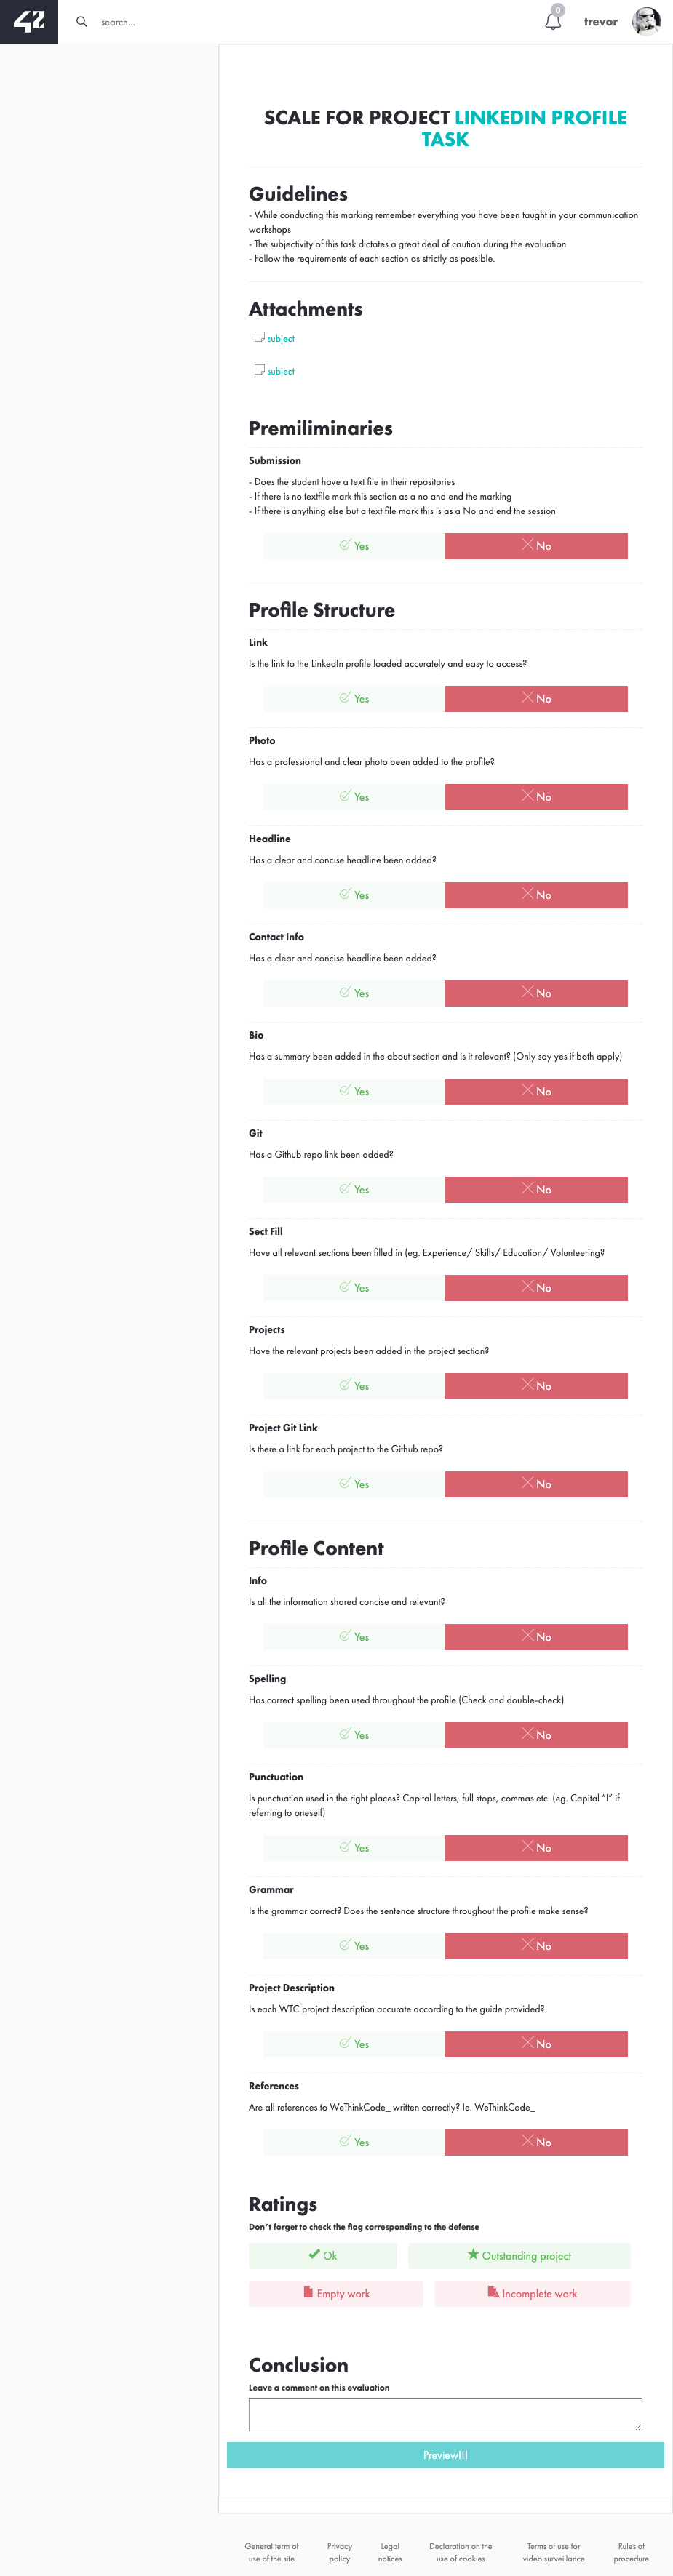 42
search...
0
trevor
SCALE FOR PROJECT LINKEDIN PROFILE
TASK
Guidelines
- While conducting this marking remember everything you have been taught in your communication
workshops
- The subjectivity of this task dictates a great deal of caution during the evaluation
- Follow the requirements of each section as strictly as possible.
Attachments
subject
subject
Premiliminaries
Submission
- Does the student have a text file in their repositories
- If there is no textfile mark this section as a no and end the marking
- If there is anything else but a text file mark this is as a No and end the session
Yes No
Profile Structure
Link
Is the link to the LinkedIn profile loaded accurately and easy to access?
Yes No
Photo
Has a professional and clear photo been added to the profile?
Yes No
Headline
Has a clear and concise headline been added?
Yes No
Contact Info
Has a clear and concise headline been added?
Yes No
Bio
Has a summary been added in the about section and is it relevant? (Only say yes if both apply)
Yes No
Git
Has a Github repo link been added?
Yes No
Sect Fill
Have all relevant sections been filled in (eg. Experience/ Skills/ Education/ Volunteering?
Yes No
Projects
Have the relevant projects been added in the project section?
Yes No
Project Git Link
Is there a link for each project to the Github repo?
Yes No
Profile Content
Info
Is all the information shared concise and relevant?
Yes No
Spelling
Has correct spelling been used throughout the profile (Check and double-check)
Yes No
Punctuation
Is punctuation used in the right places? Capital letters, full stops, commas etc. (eg. Capital “I” if
referring to oneself)
Yes No
Grammar
Is the grammar correct? Does the sentence structure throughout the profile make sense?
Yes No
Project Description
Is each WTC project description accurate according to the guide provided?
Yes No
References
Are all references to WeThinkCode_ written correctly? Ie. WeThinkCode_
Yes No
Ratings
Don’t forget to check the flag corresponding to the defense
Ok Outstanding project
Empty work Incomplete work
Conclusion
Leave a comment on this evaluation
Preview!!!
General term of
use of the site
Privacy
policy
Legal
notices
Declaration on the
use of cookies
Terms of use for
video surveillance
Rules of
procedure